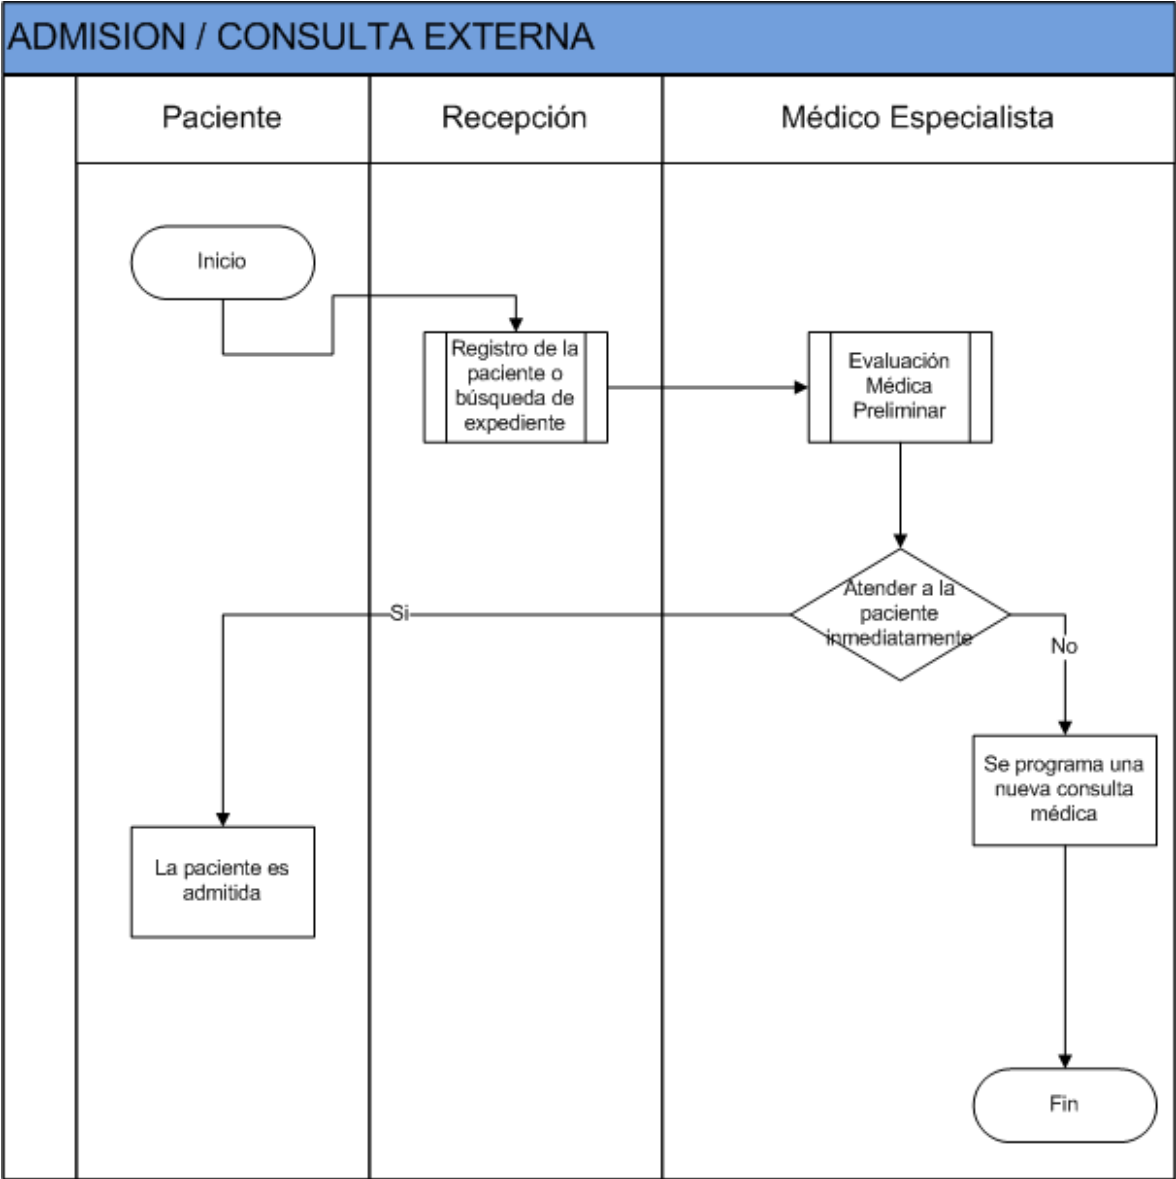 ADMISION / CONSULTA EXTERNA
Paciente
Recepción
Médico Especialista
Inicio
Registro de la
paciente o
búsqueda de
expediente
Evaluación
Médica
Preliminar
Atender a la
paciente
inmediatamente
Si
No
Se programa una
nueva consulta
médica
La paciente es
admitida
Fin